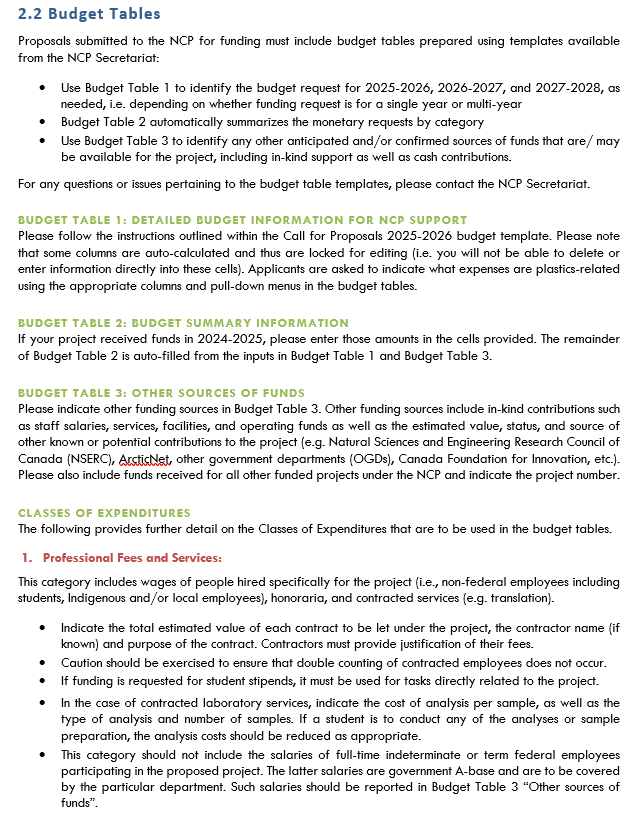 2.2 Budget Tables
Proposals submitted to the NCP for funding must include budget tables prepared using templates available
from the NCP Secretariat:
• Use Budget Table 1 to identify the budget request for 2025-2026, 2026-2027, and 2027-2028, as
needed, i.e. depending on whether funding request is for a single year or multi-year
• Budget Table 2 automatically summarizes the monetary requests by category
• Use Budget Table 3 to identify any other anticipated and/or confirmed sources of funds that are/ may
be available for the project, including in-kind support as well as cash contributions.
For any questions or issues pertaining to the budget table templates, please contact the NCP Secretariat.
BUDGET TABLE 1: DETAILED BUDGET INFORMATION FOR NCP SUPPORT
Please follow the instructions outlined within the Call for Proposals 2025-2026 budget template. Please note
that some columns are auto-calculated and thus are locked for editing (i.e. you will not be able to delete or
enter information directly into these cells). Applicants are asked to indicate what expenses are plastics-related
using the appropriate columns and pull-down menus in the budget tables.
BUDGET TABLE 2: BUDGET SUMMARY INFORMATION
If your project received funds in 2024-2025, please enter those amounts in the cells provided. The remainder
of Budget Table 2 is auto-filled from the inputs in Budget Table 1 and Budget Table 3.
BUDGET TABLE 3: OTHER SOURCES OF FUNDS
Please indicate other funding sources in Budget Table 3. Other funding sources include in-kind contributions such
as staff salaries, services, facilities, and operating funds as well as the estimated value, status, and source of
other known or potential contributions to the project (e.g. Natural Sciences and Engineering Research Council of
Canada (NSERC), ArcticNet, other government departments (OGDs), Canada Foundation for Innovation, etc.).
Please also include funds received for all other funded projects under the NCP and indicate the project number.
CLASSES OF EXPENDITURES
The following provides further detail on the Classes of Expenditures that are to be used in the budget tables.
1. Professional Fees and Services:
This category includes wages of people hired specifically for the project (i.e., non-federal employees including
students, Indigenous and/or local employees), honoraria, and contracted services (e.g. translation).
• Indicate the total estimated value of each contract to be let under the project, the contractor name (if
known) and purpose of the contract. Contractors must provide justification of their fees.
• Caution should be exercised to ensure that double counting of contracted employees does not occur.
• If funding is requested for student stipends, it must be used for tasks directly related to the project.
• In the case of contracted laboratory services, indicate the cost of analysis per sample, as well as the
type of analysis and number of samples. If a student is to conduct any of the analyses or sample
preparation, the analysis costs should be reduced as appropriate.
• This category should not include the salaries of full-time indeterminate or term federal employees
participating in the proposed project. The latter salaries are government A-base and are to be covered
by the particular department. Such salaries should be reported in Budget Table 3 “Other sources of
funds”.